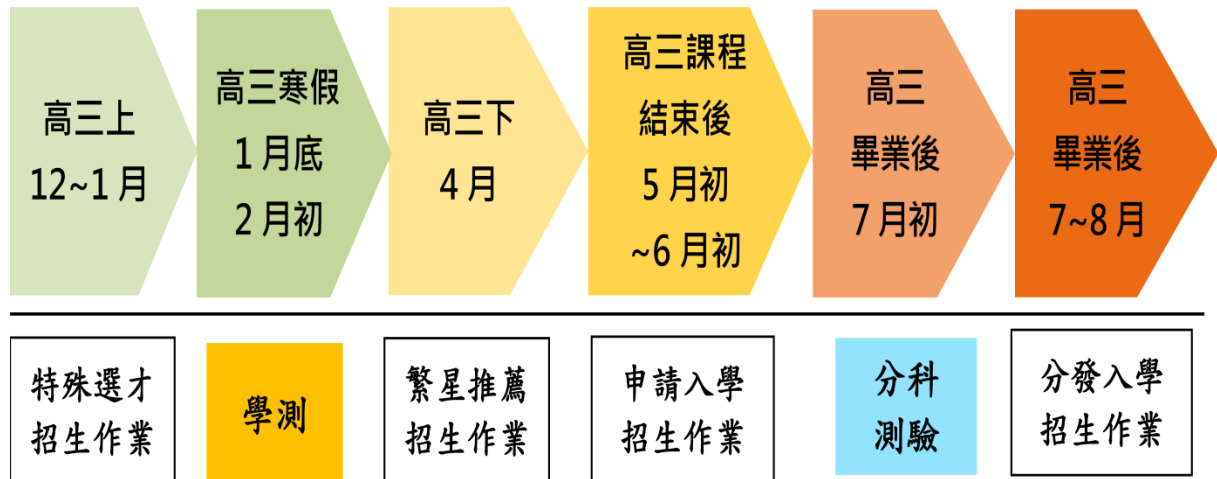 高三上
12~1 月
高三寒假
1 月底
2 月初
高三下
4 月
高三課程
結束後
5 月初
~6 月初
高三
畢業後
7 月初
高三
畢業後
7~8 月
特殊選才
招生作業
學測
繁星推薦
招生作業
申請入學
招生作業
分科
測驗
分發入學
招生作業